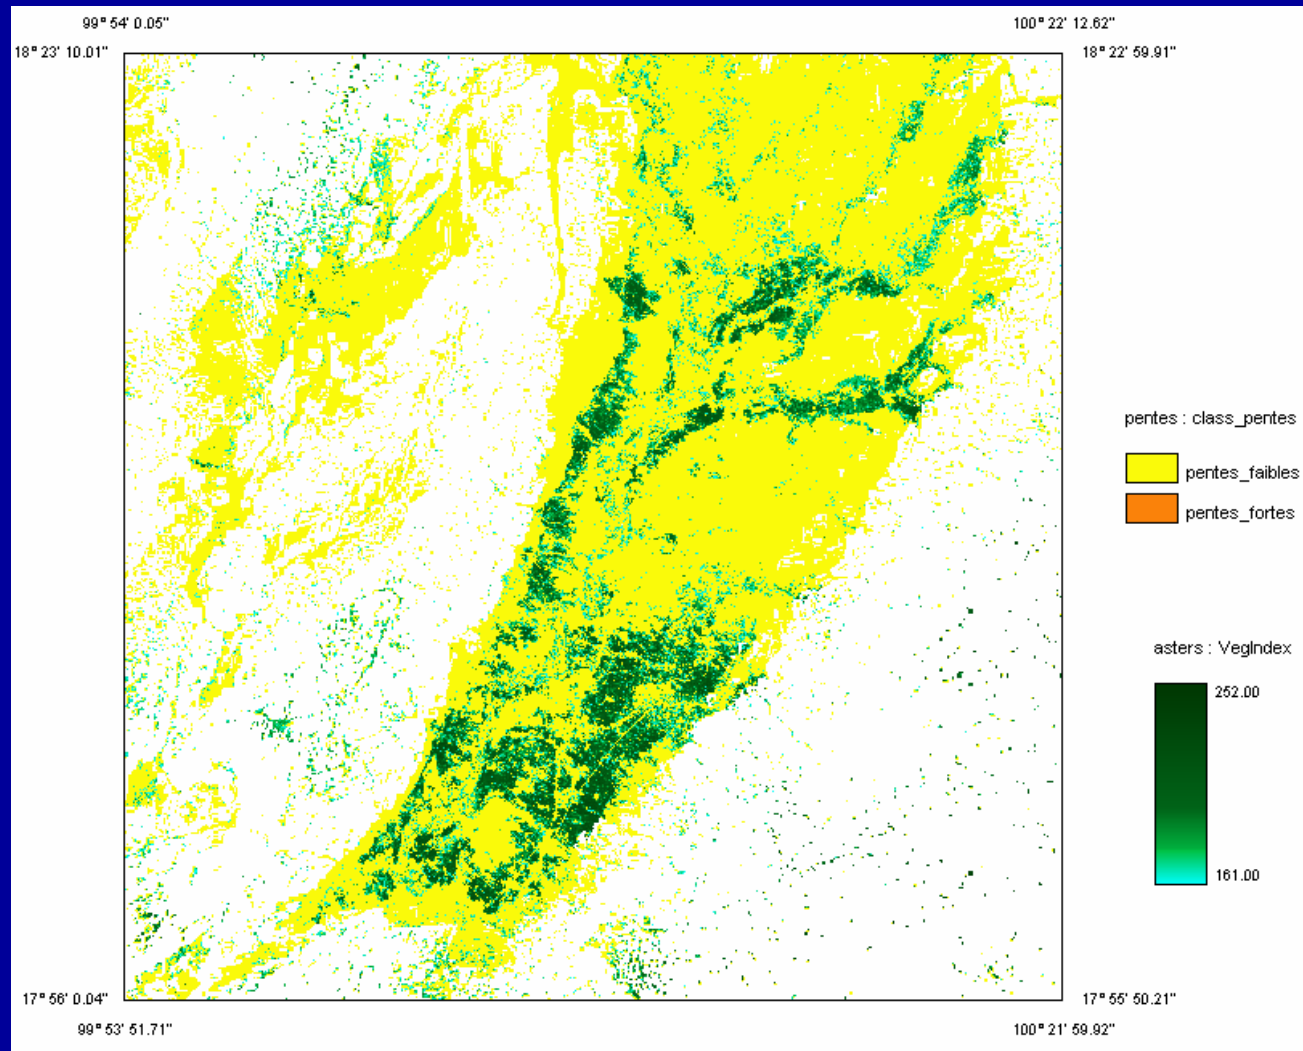 99° 54' 0.05"
100° 22' 12.62"
18° 23' 10.01"
18° 22' 59.91"
pentes : class_pentes
pentes_faibles
pentes_fortes
asters : VegIndex
252.00
161.00
17° 56' 0.04"
17° 55' 50.21"
99° 53' 51.71"
100° 21' 59.92"